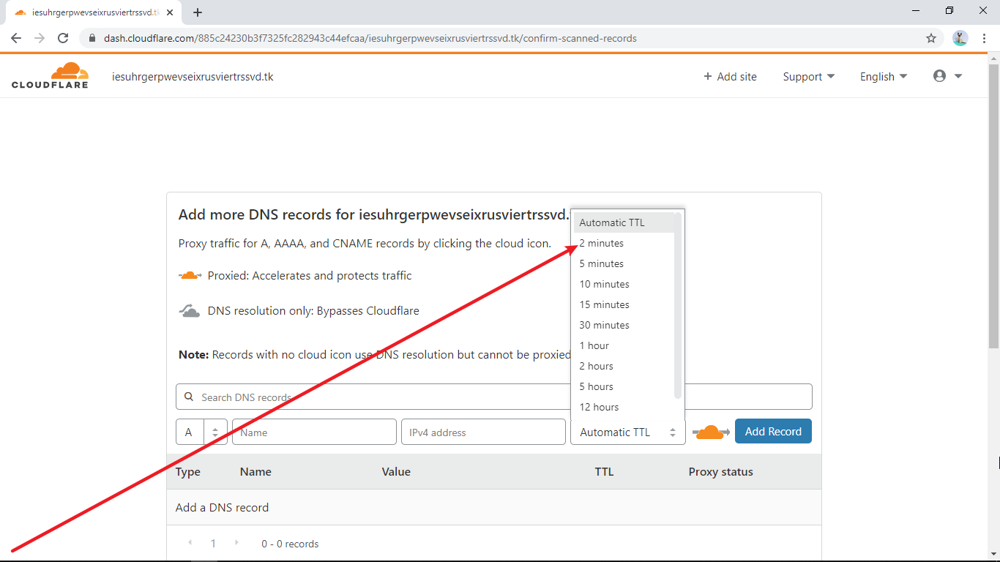 iesuhrgerpwevseixrusviertrssvd.tk
dash.cloudflare.com/885c24230b3f7325fc282943c44efcaa/iesuhrgerpwevseixrusviertrssvd.tk/confirm-scanned-records
CLOUDFLARE
iesuhrgerpwevseixrusviertrssvd.tk
Add site
Support
English
Add more DNS records for iesuhrgerpwevseixrusviertrssvd.
Proxy traffic for A, AAAA, and CNAME records by clicking the cloud icon.
Proxied: Accelerates and protects traffic
DNS resolution only: Bypasses Cloudflare
Note: Records with no cloud icon use DNS resolution but cannot be proxied
Automatic TTL
2 minutes
5 minutes
10 minutes
15 minutes
30 minutes
1 hour
2 hours
5 hours
12 hours
Search DNS records
A
Name
IPv4 address
Automatic TTL
Add Record
Type Name Value TTL Proxy status
Add a DNS record
1 0 - 0 records